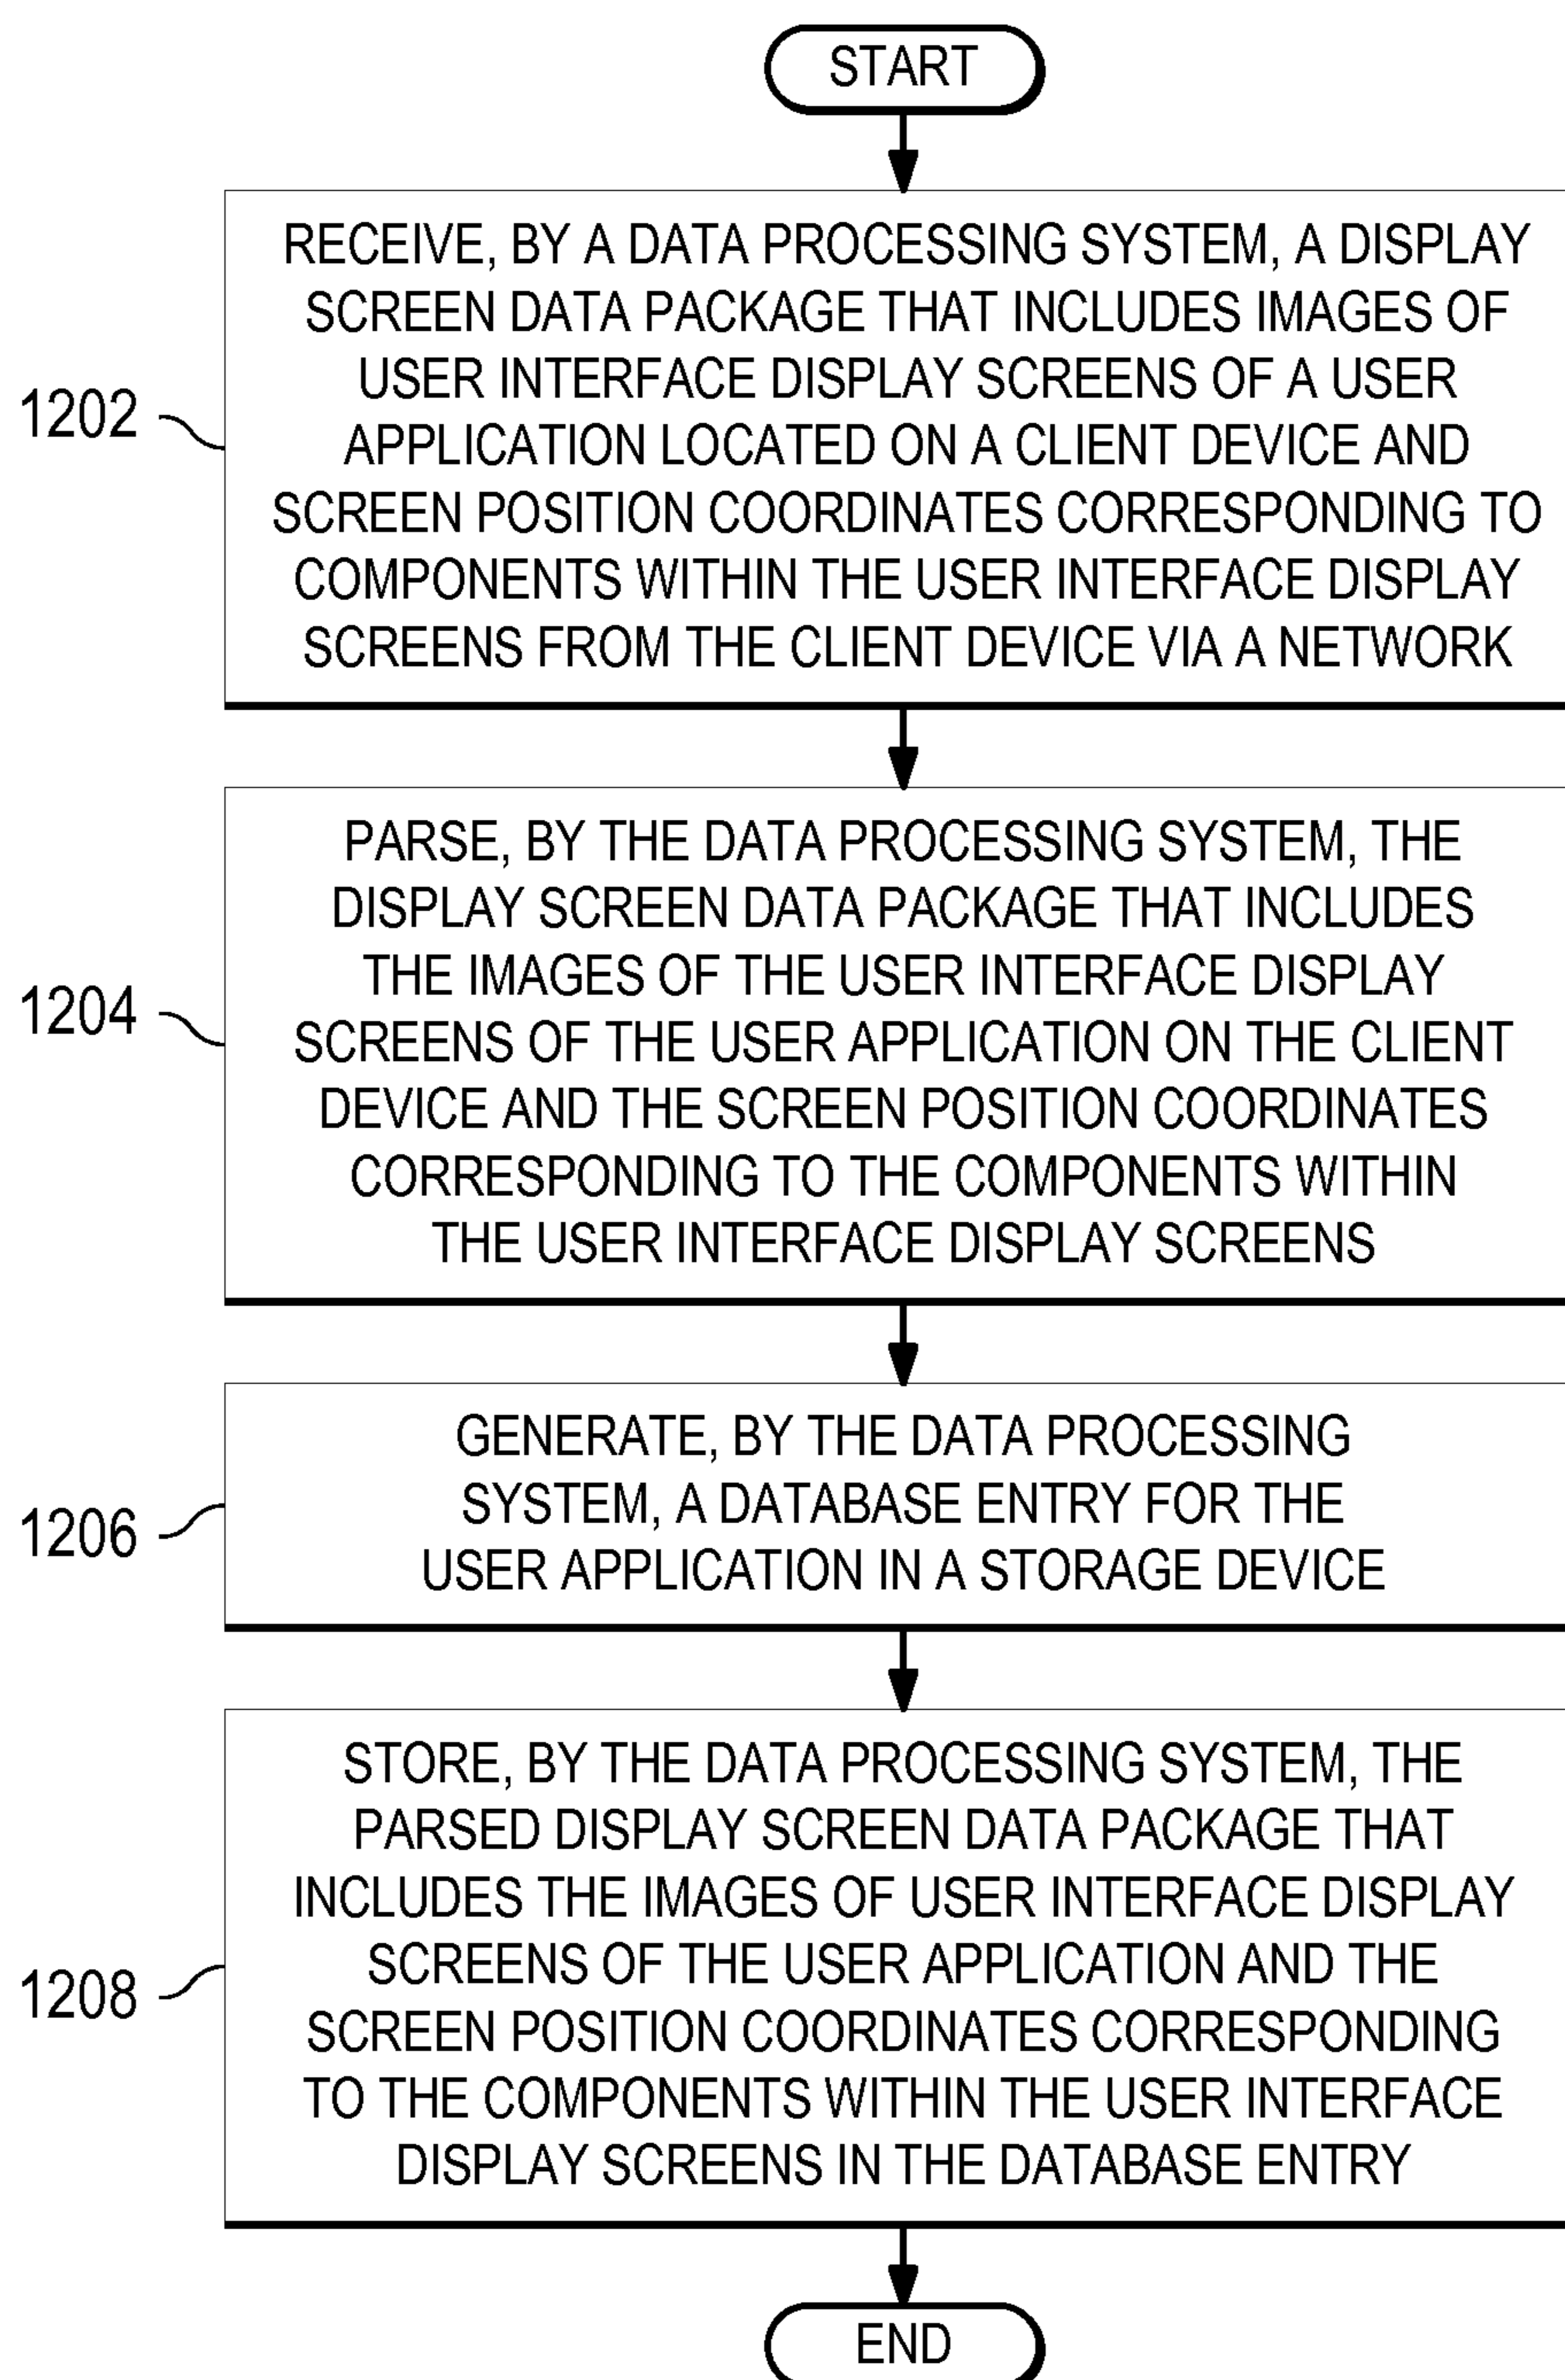 START
RECEIVE, BY A DATA PROCESSING SYSTEM, A DISPLAY
SCREEN DATA PACKAGE THAT INCLUDES IMAGES OF
USER INTERFACE DISPLAY SCREENS OF A USER
APPLICATION LOCATED ON A CLIENT DEVICE AND
SCREEN POSITION COORDINATES CORRESPONDING TO
COMPONENTS WITHIN THE USER INTERFACE DISPLAY
SCREENS FROM THE CLIENT DEVICE VIA A NETWORK
1202
PARSE, BY THE DATA PROCESSING SYSTEM, THE
DISPLAY SCREEN DATA PACKAGE THAT INCLUDES
THE IMAGES OF THE USER INTERFACE DISPLAY
SCREENS OF THE USER APPLICATION ON THE CLIENT
DEVICE AND THE SCREEN POSITION COORDINATES
CORRESPONDING TO THE COMPONENTS WITHIN
THE USER INTERFACE DISPLAY SCREENS
1204
GENERATE, BY THE DATA PROCESSING
SYSTEM, A DATABASE ENTRY FOR THE
USER APPLICATION IN A STORAGE DEVICE
1206
STORE, BY THE DATA PROCESSING SYSTEM, THE
PARSED DISPLAY SCREEN DATA PACKAGE THAT
INCLUDES THE IMAGES OF USER INTERFACE DISPLAY
SCREENS OF THE USER APPLICATION AND THE
SCREEN POSITION COORDINATES CORRESPONDING
TO THE COMPONENTS WITHIN THE USER INTERFACE
DISPLAY SCREENS IN THE DATABASE ENTRY
1208
END